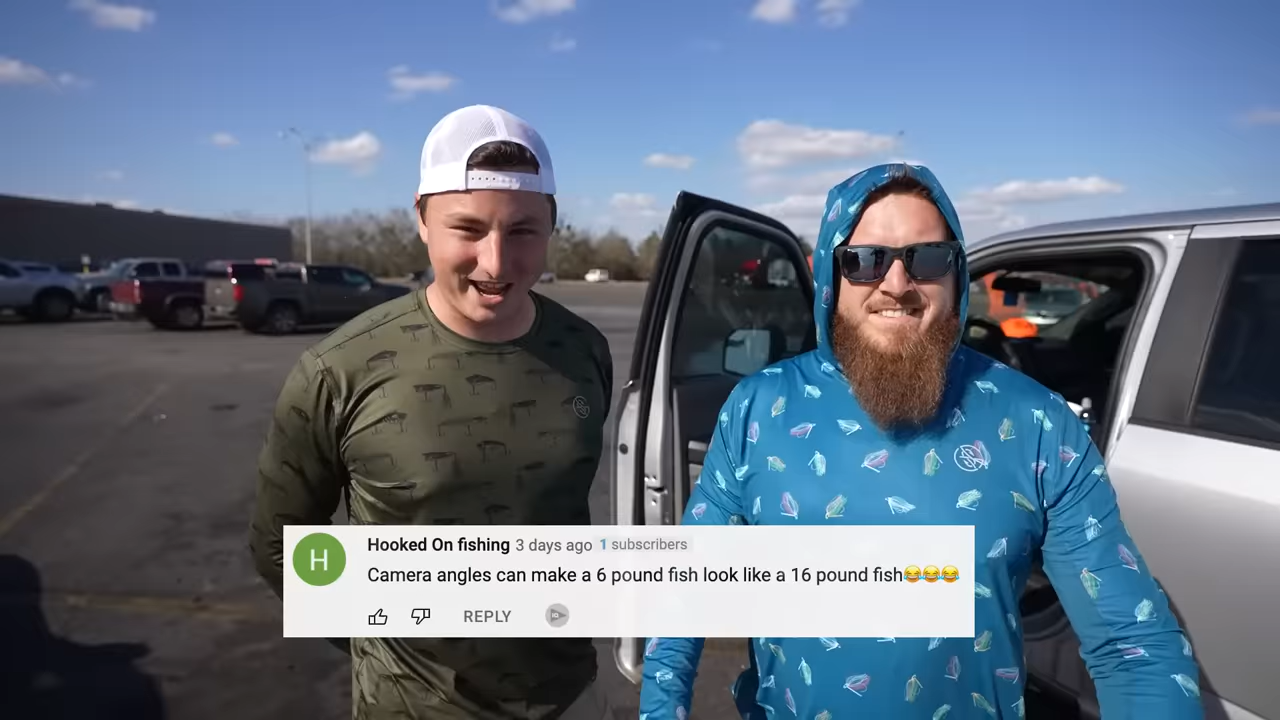 H
Hooked On fishing 3 days ago 1 subscribers
Camera angles can make a 6 pound fish look like a 16 pound fish😂😂😂
REPLY